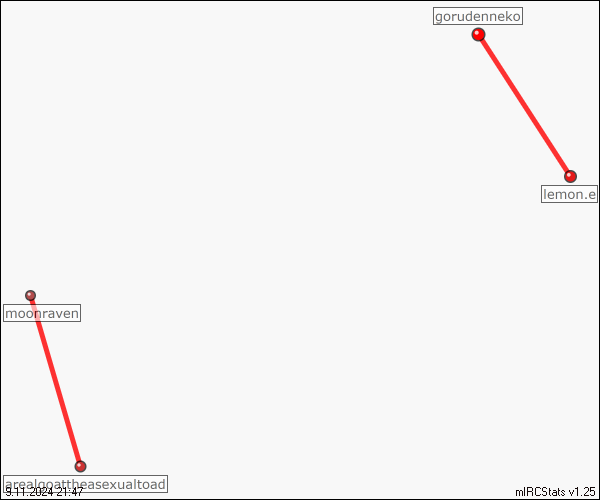 gorudenneko
lemon.e
moonraven
arealgoattheasexualtoad
9.11.2024 21:47
mIRCStats v1.25